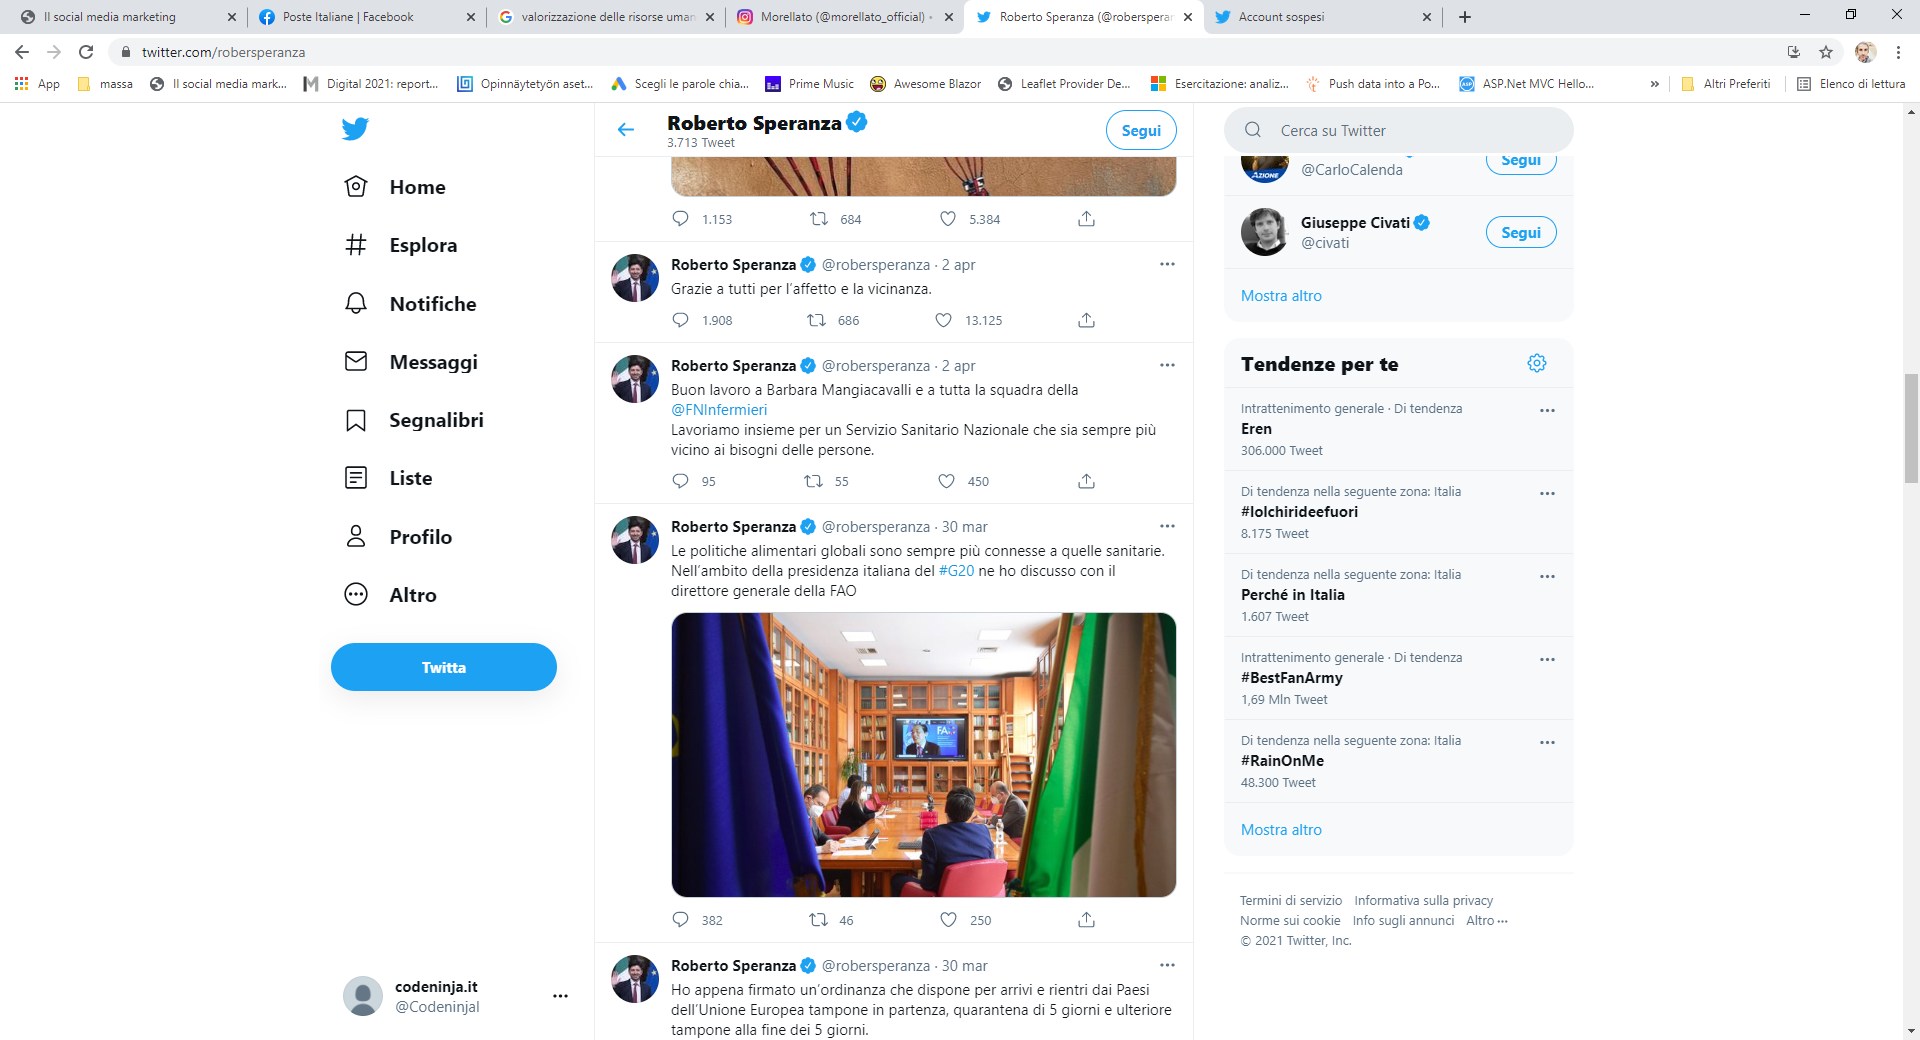 Il social media marketing
Poste Italiane | Facebook
valorizzazione delle risorse uman
Morellato (@morellato_official) •
Roberto Speranza (@robersperan
Account sospesi
twitter.com/robersperanza
App
massa
Il social media mark...
Digital 2021: report...
Opinnäytetyön aset...
Scegli le parole chia...
Prime Music
Awesome Blazor
Leaflet Provider De...
Esercitazione: analiz...
Push data into a Po...
ASP.Net MVC Hello...
»
Altri Preferiti
Elenco di lettura
Home
Esplora
Notifiche
Messaggi
Segnalibri
Liste
Profilo
Altro
Twitta
codeninja.it
@CodeninjaI
Roberto Speranza
3.713 Tweet
Segui
1.153 684 5.384
Roberto Speranza @robersperanza · 2 apr
Grazie a tutti per l'affetto e la vicinanza.
1.908 686 13.125
Roberto Speranza @robersperanza · 2 apr
Buon lavoro a Barbara Mangiacavalli e a tutta la squadra della
@FNInfermieri
Lavoriamo insieme per un Servizio Sanitario Nazionale che sia sempre più
vicino ai bisogni delle persone.
95 55 450
Roberto Speranza @robersperanza · 30 mar
Le politiche alimentari globali sono sempre più connesse a quelle sanitarie.
Nell'ambito della presidenza italiana del #G20 ne ho discusso con il
direttore generale della FAO
382 46 250
Roberto Speranza @robersperanza · 30 mar
Ho appena firmato un'ordinanza che dispone per arrivi e rientri dai Paesi
dell'Unione Europea tampone in partenza, quarantena di 5 giorni e ulteriore
tampone alla fine dei 5 giorni.
Cerca su Twitter
AZIONE
@CarloCalenda
Segui
Giuseppe Civati
@civati
Segui
Mostra altro
Tendenze per te
Intrattenimento generale · Di tendenza
Eren
306.000 Tweet
Di tendenza nella seguente zona: Italia
#lolchirideefuori
8.175 Tweet
Di tendenza nella seguente zona: Italia
Perché in Italia
1.607 Tweet
Intrattenimento generale · Di tendenza
#BestFanArmy
1,69 Mln Tweet
Di tendenza nella seguente zona: Italia
#RainOnMe
48.300 Tweet
Mostra altro
Termini di servizio Informativa sulla privacy
Norme sui cookie Info sugli annunci Altro ···
© 2021 Twitter, Inc.